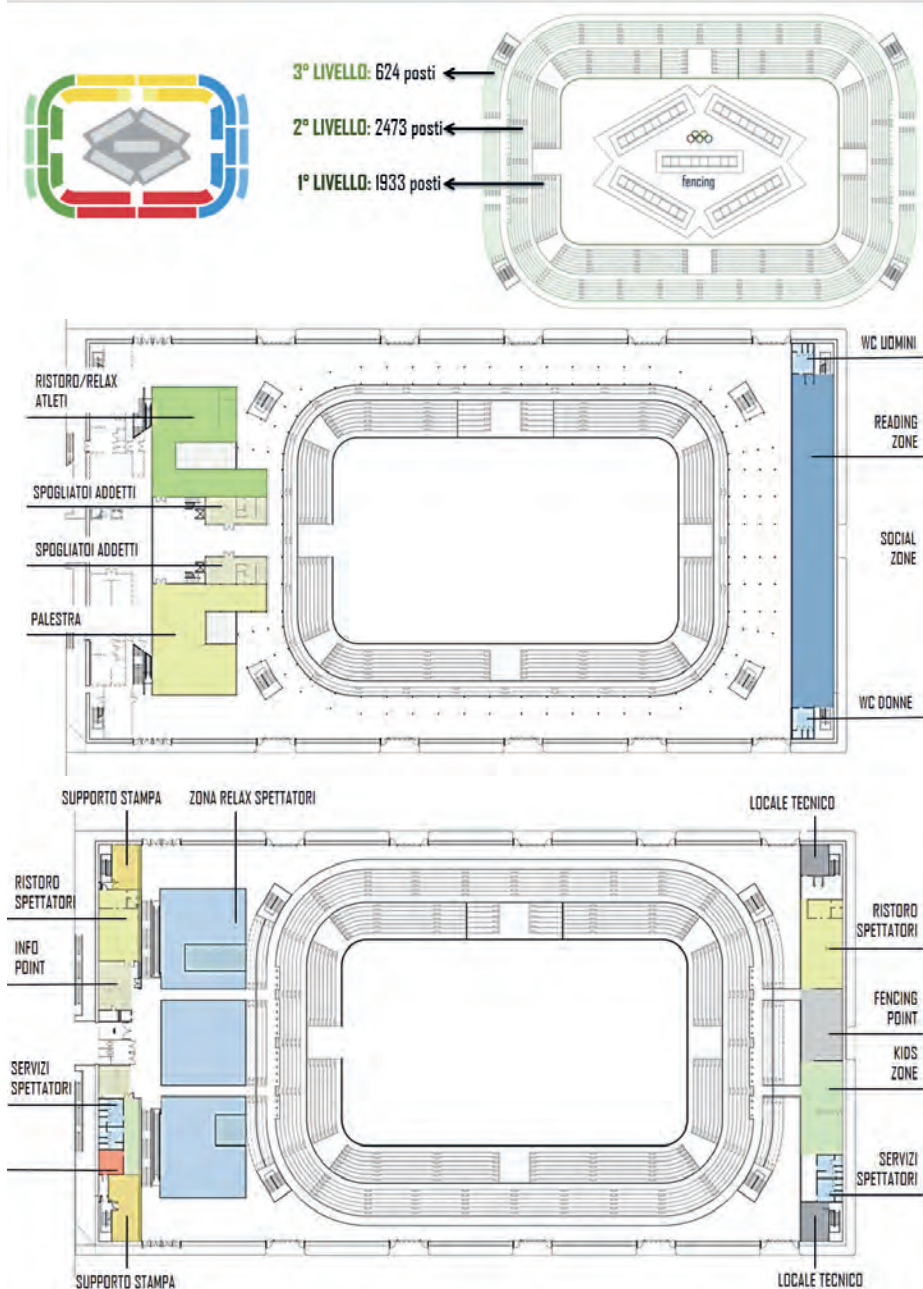 3° LIVELLO: 624 posti
2° LIVELLO: 2473 posti
1° LIVELLO: 1933 posti
fencing
RISTORO/RELAX
ATLETI
SPOGLIATOI ADDETTI
SPOGLIATOI ADDETTI
PALESTRA
WC UOMINI
READING
ZONE
SOCIAL
ZONE
WC DONNE
SUPPORTO STAMPA
ZONA RELAX SPETTATORI
LOCALE TECNICO
RISTORO
SPETTATORI
INFO
POINT
SERVIZI
SPETTATORI
SUPPORTO STAMPA
RISTORO
SPETTATORI
FENCING
POINT
KIDS
ZONE
SERVIZI
SPETTATORI
LOCALE TECNICO